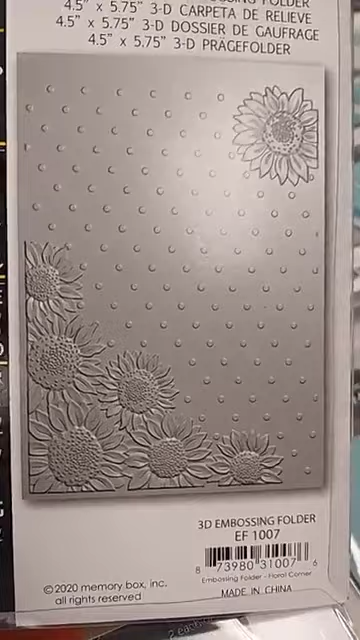 FOLDER
4.5" x 5.75" 3-D CARPETA DE RELIEVE
4.5" x 5.75" 3-D DOSSIER DE GAUFRAGE
4.5" x 5.75" 3-D PRÄGEFOLDER
3D EMBOSSING FOLDER
EF 1007
8 73980 31007 6
Embossing Folder - Floral Corner
©2020 memory box, inc.
all rights reserved
MADE IN CHINA